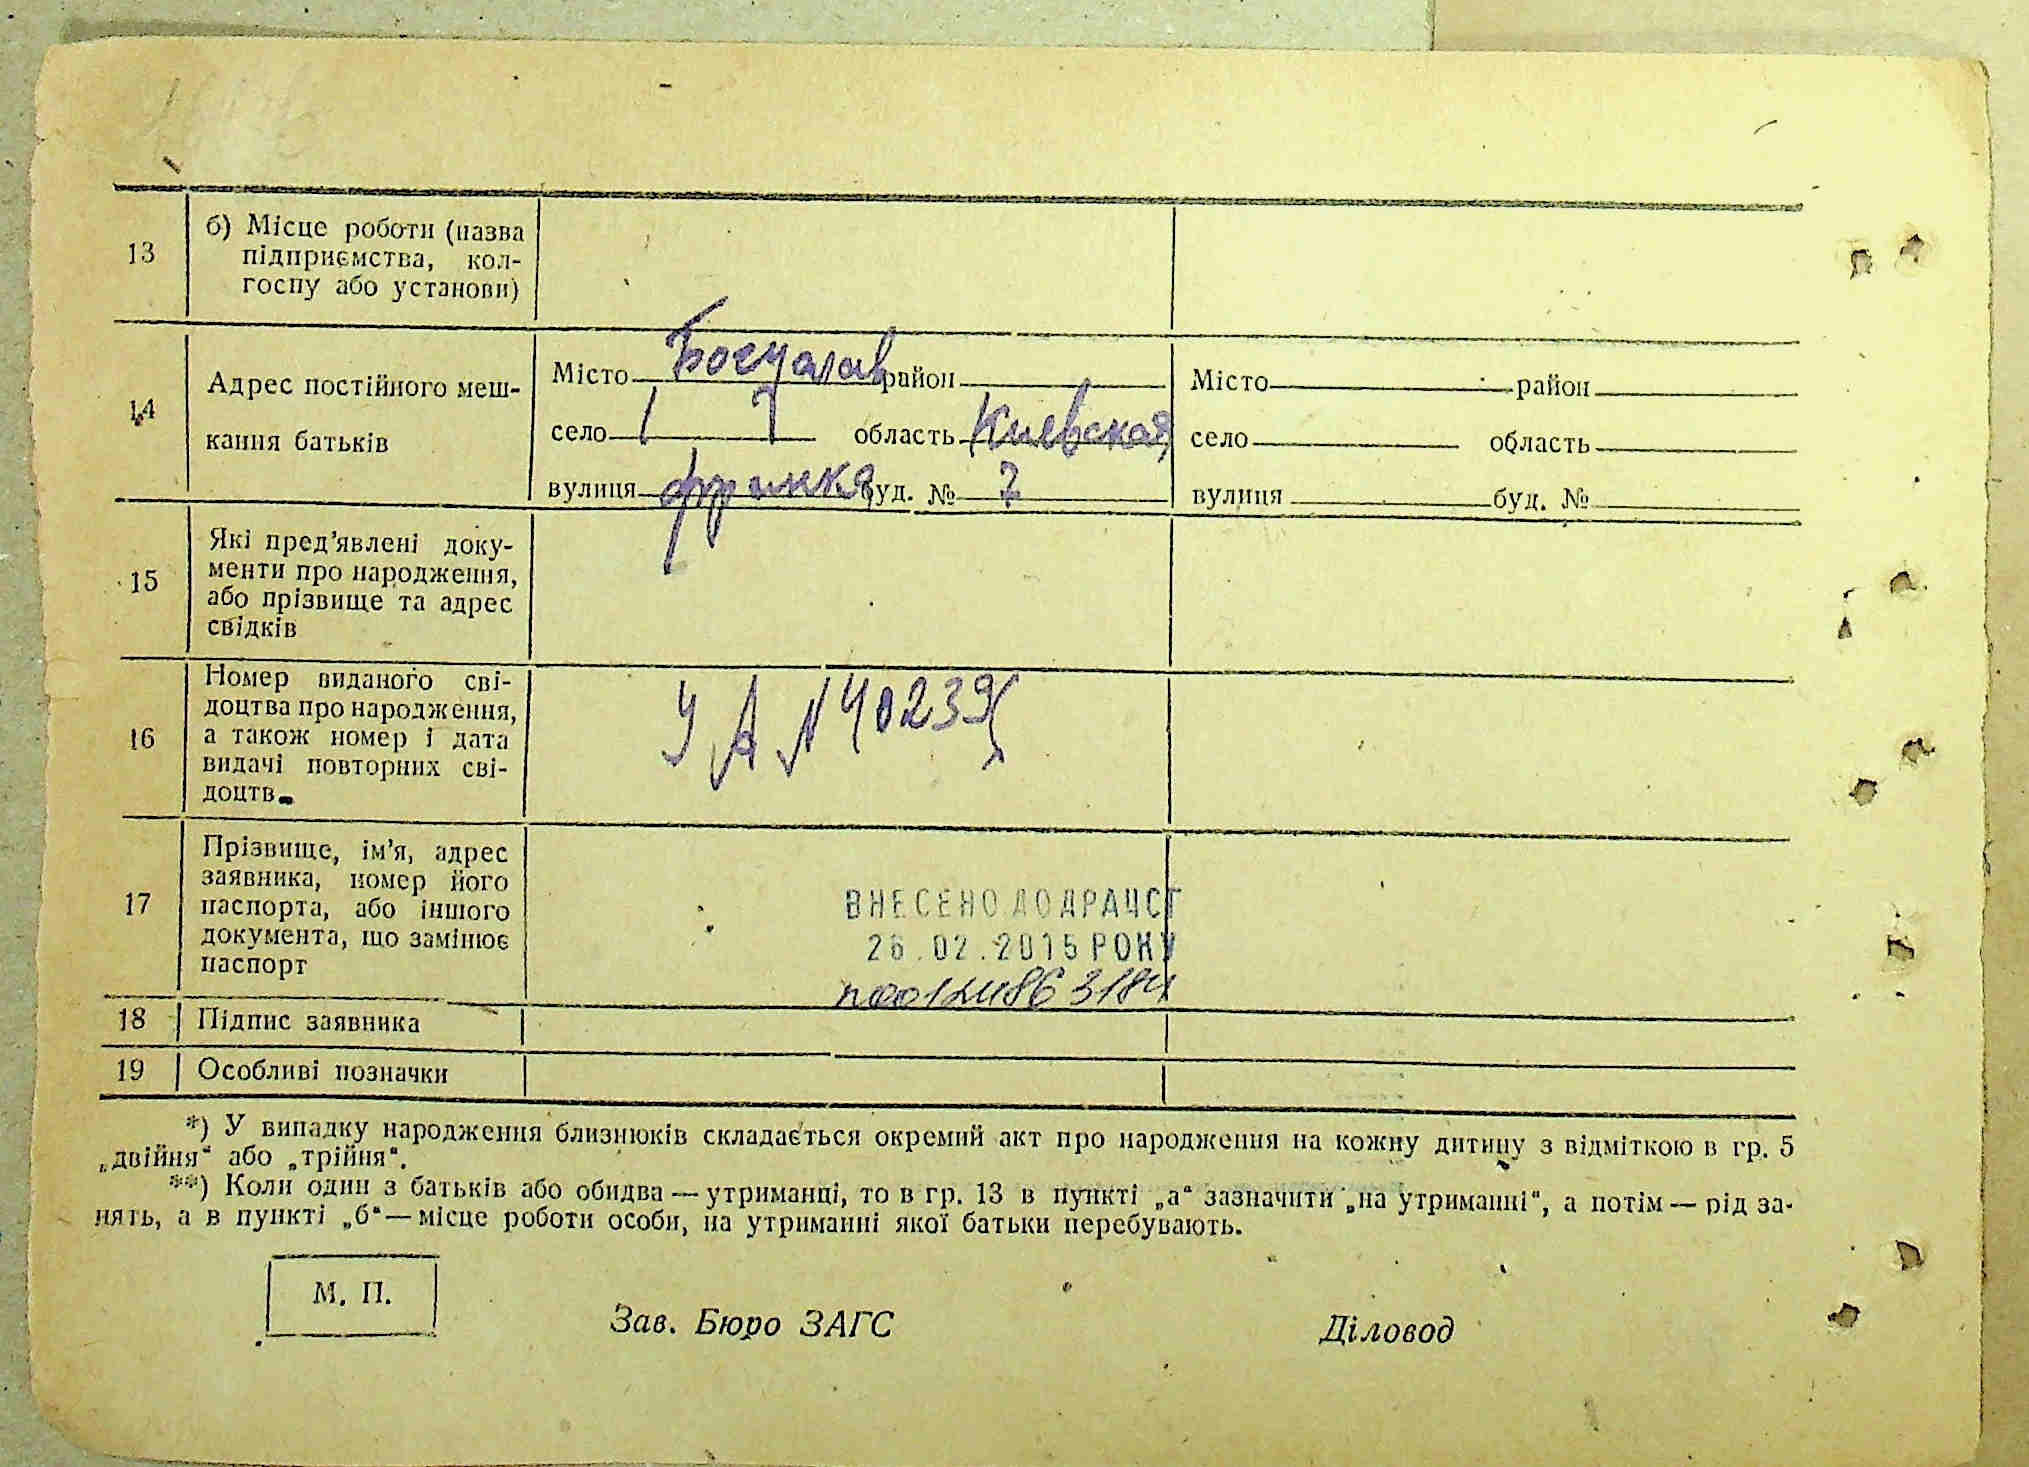 13
б) Місце роботи (назва
підприємства, кол-
госпу або установи)
14
Адрес постійного меш-
кання батьків
Місто Богуслав район
село область Киевская
вулиця франка буд. № 7
Місто район
село область
вулиця буд. №
15
Які пред'явлені доку-
менти про народження,
або прізвище та адрес
свідків
16
Номер виданого сві-
доцтва про народження,
а також номер і дата
видачі повторних сві-
доцтв.
У А № 40239
17
Прізвище, ім'я, адрес
заявника, номер його
паспорта, або іншого
документа, що замінює
паспорт
ВНЕСЕНО ДО ДРАЦСГ
26.02.2015 РОКУ
18 Підпис заявника
19 Особливі позначки
*) У випадку народження близнюків складається окремий акт про народження на кожну дитину з відміткою в гр. 5
„двійня“ або „трійня“.
**) Коли один з батьків або обидва — утриманці, то в гр. 13 в пункті „а“ зазначити „на утриманні“, а потім — рід за-
нять, а в пункті „б“ — місце роботи особи, на утриманні якої батьки перебувають.
М. П.
Зав. Бюро ЗАГС
Діловод